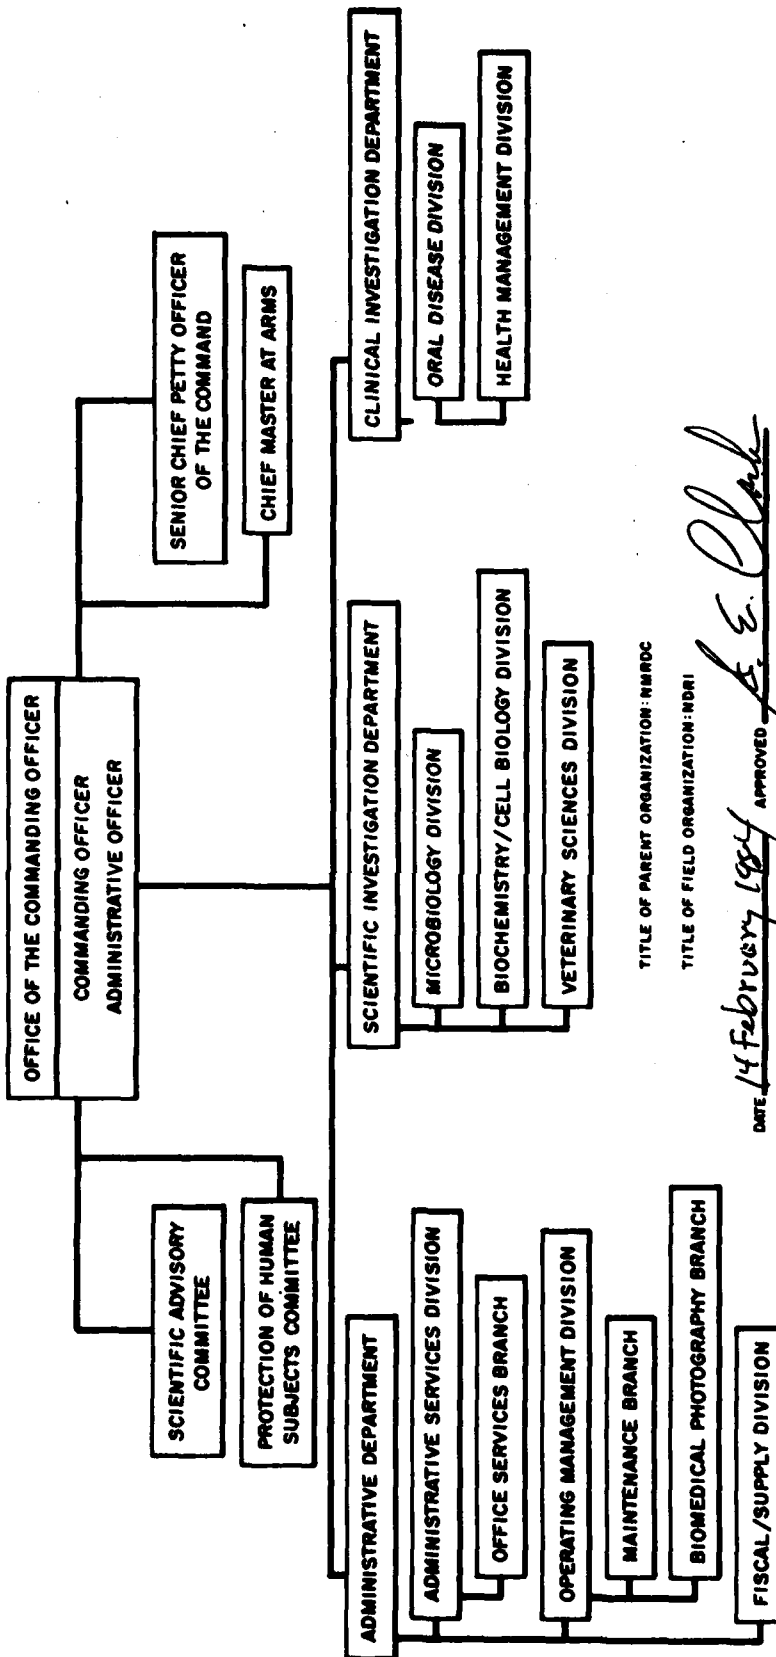 OFFICE OF THE COMMANDING OFFICER
COMMANDING OFFICER
ADMINISTRATIVE OFFICER
SCIENTIFIC ADVISORY
COMMITTEE
PROTECTION OF HUMAN
SUBJECTS COMMITTEE
SENIOR CHIEF PETTY OFFICER
OF THE COMMAND
CHIEF MASTER AT ARMS
ADMINISTRATIVE DEPARTMENT
ADMINISTRATIVE SERVICES DIVISION
OFFICE SERVICES BRANCH
OPERATING MANAGEMENT DIVISION
MAINTENANCE BRANCH
BIOMEDICAL PHOTOGRAPHY BRANCH
FISCAL/SUPPLY DIVISION
SCIENTIFIC INVESTIGATION DEPARTMENT
MICROBIOLOGY DIVISION
BIOCHEMISTRY/CELL BIOLOGY DIVISION
VETERINARY SCIENCES DIVISION
CLINICAL INVESTIGATION DEPARTMENT
ORAL DISEASE DIVISION
HEALTH MANAGEMENT DIVISION
TITLE OF PARENT ORGANIZATION: NMRDC
TITLE OF FIELD ORGANIZATION: NDRI
DATE 14 February 1984 APPROVED E. Clark